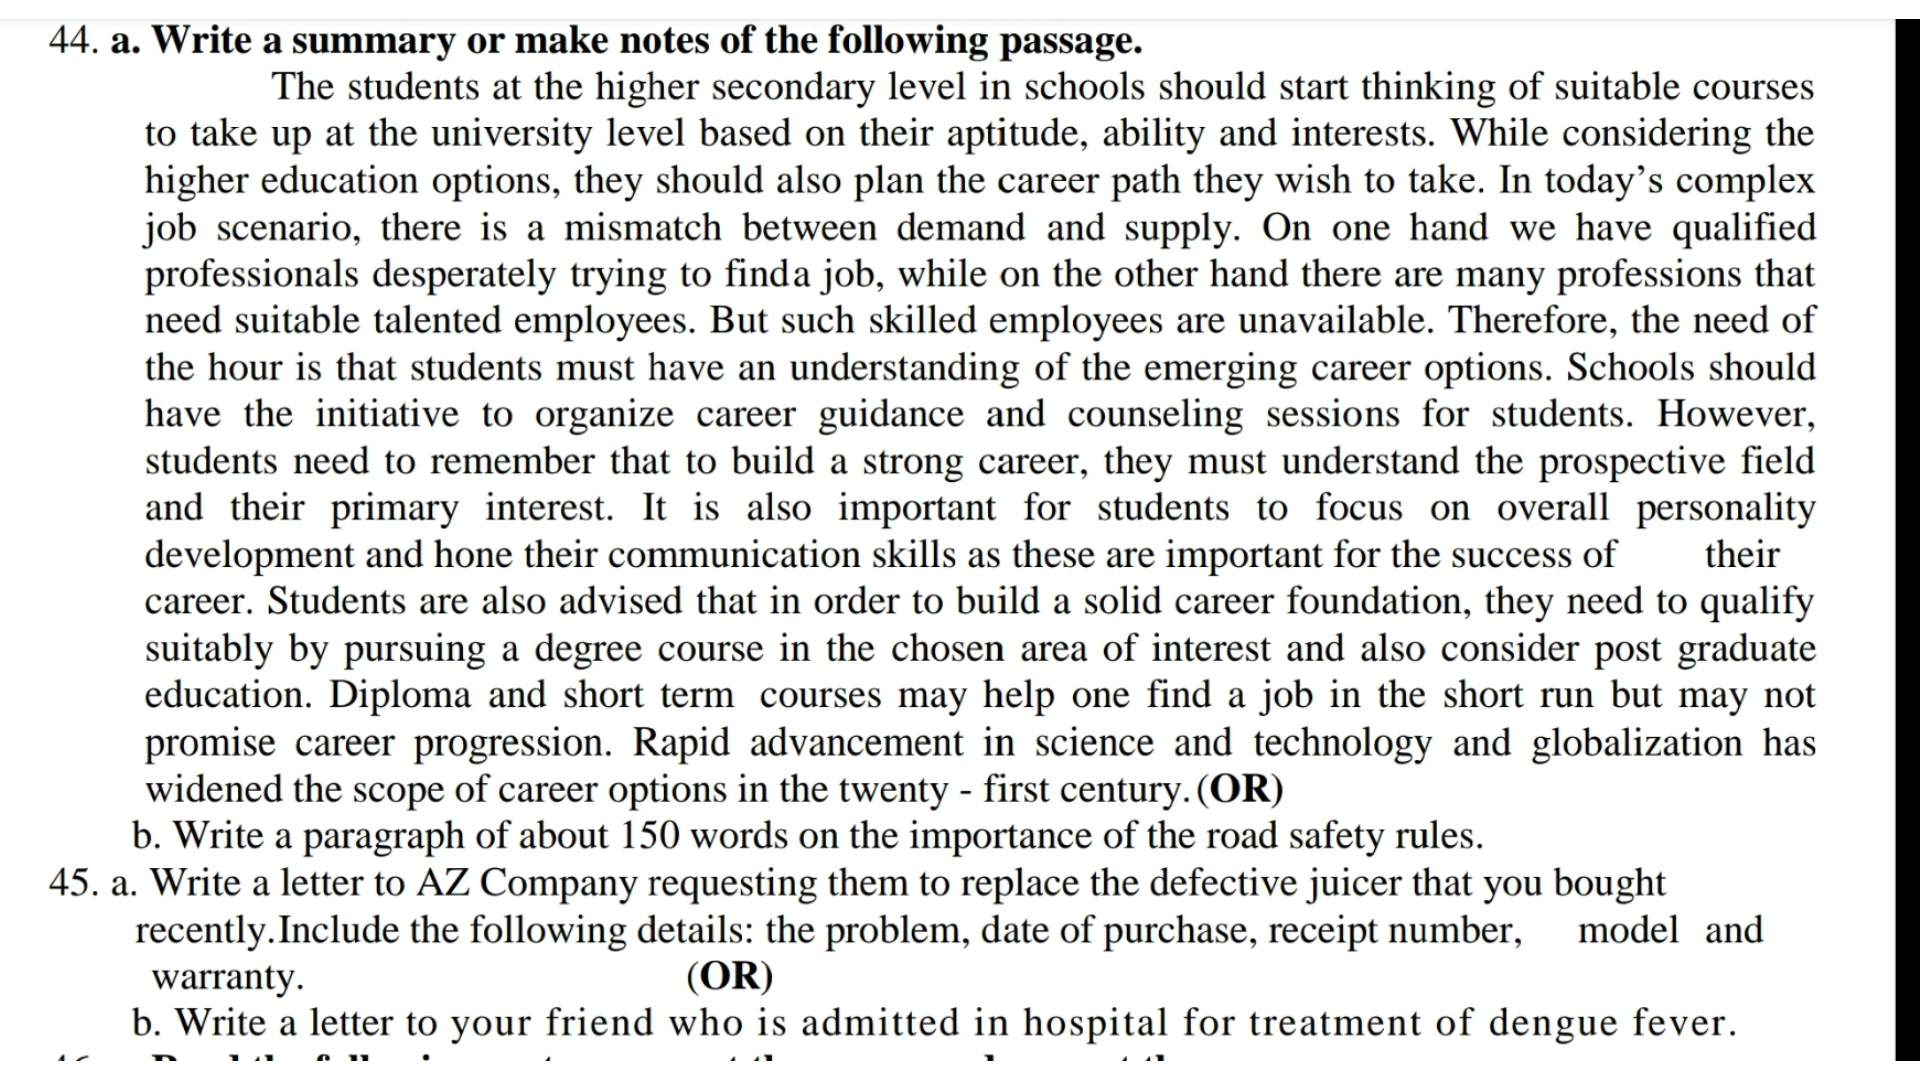 44. a. Write a summary or make notes of the following passage.
The students at the higher secondary level in schools should start thinking of suitable courses
to take up at the university level based on their aptitude, ability and interests. While considering the
higher education options, they should also plan the career path they wish to take. In today’s complex
job scenario, there is a mismatch between demand and supply. On one hand we have qualified
professionals desperately trying to finda job, while on the other hand there are many professions that
need suitable talented employees. But such skilled employees are unavailable. Therefore, the need of
the hour is that students must have an understanding of the emerging career options. Schools should
have the initiative to organize career guidance and counseling sessions for students. However,
students need to remember that to build a strong career, they must understand the prospective field
and their primary interest. It is also important for students to focus on overall personality
development and hone their communication skills as these are important for the success of their
career. Students are also advised that in order to build a solid career foundation, they need to qualify
suitably by pursuing a degree course in the chosen area of interest and also consider post graduate
education. Diploma and short term courses may help one find a job in the short run but may not
promise career progression. Rapid advancement in science and technology and globalization has
widened the scope of career options in the twenty - first century.(OR)
b. Write a paragraph of about 150 words on the importance of the road safety rules.
45. a. Write a letter to AZ Company requesting them to replace the defective juicer that you bought
recently.Include the following details: the problem, date of purchase, receipt number, model and
warranty. (OR)
b. Write a letter to your friend who is admitted in hospital for treatment of dengue fever.